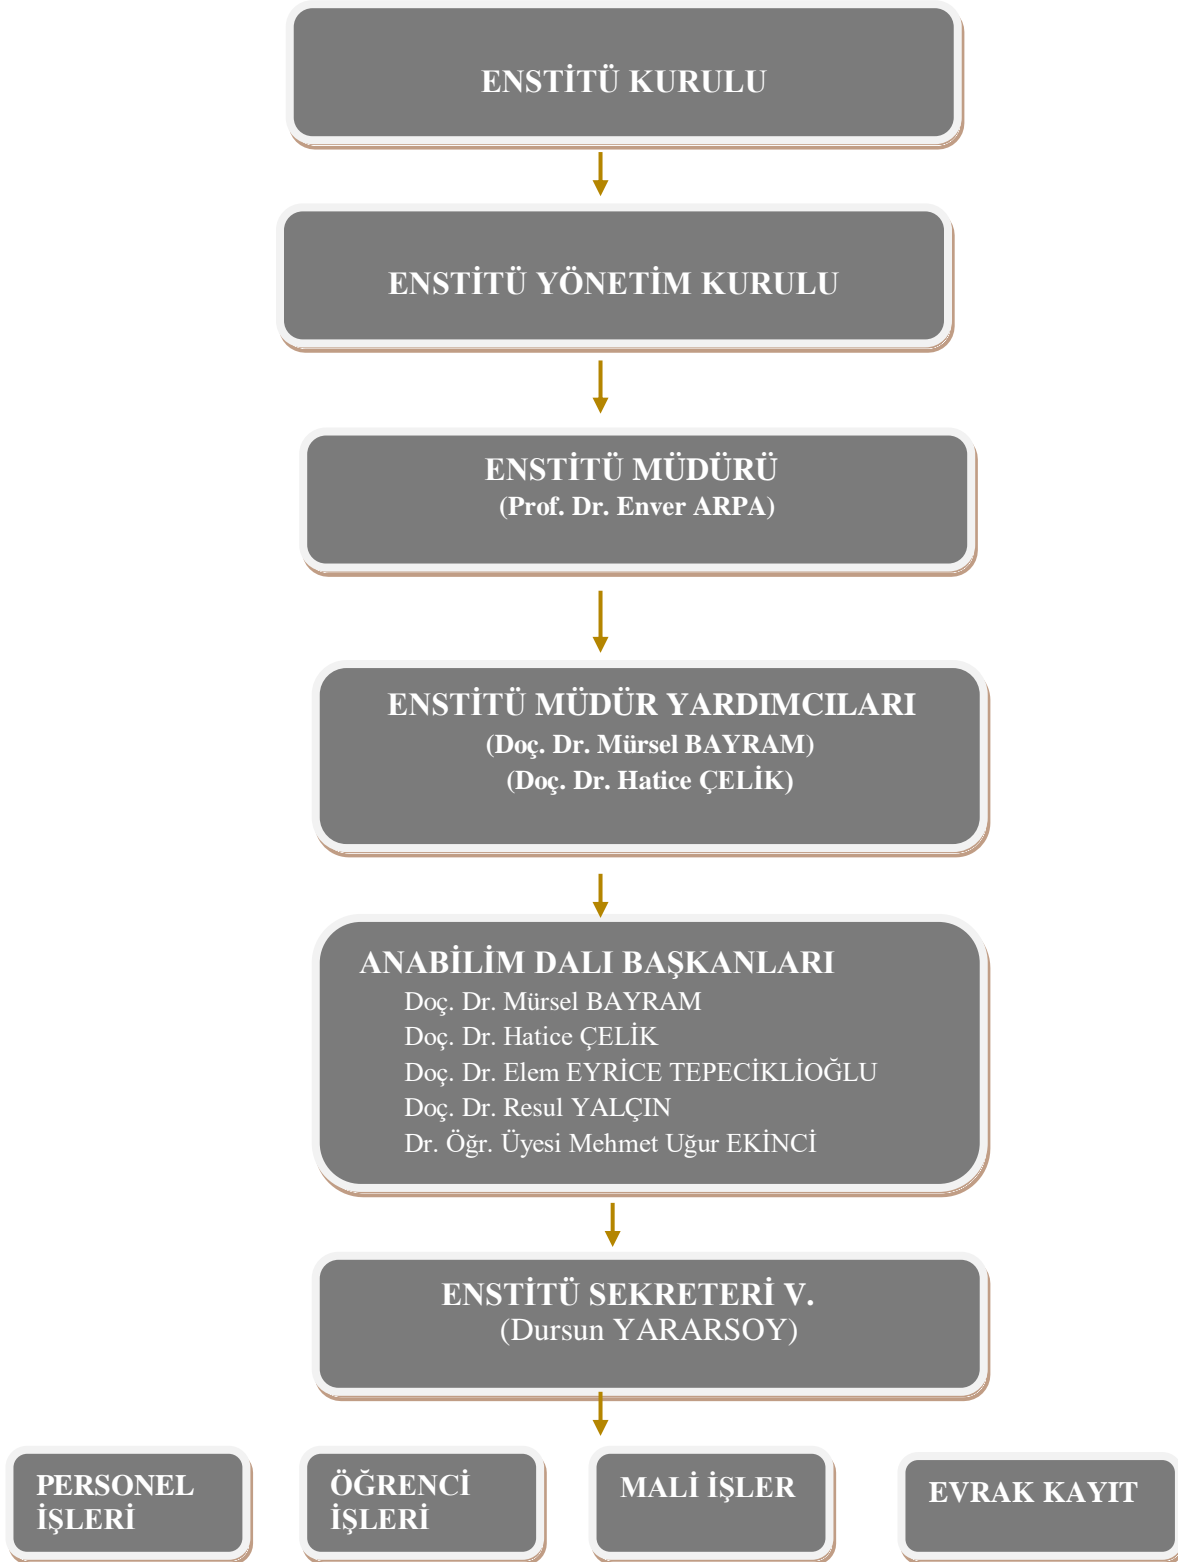 ENSTİTÜ KURULU
ENSTİTÜ YÖNETİM KURULU
ENSTİTÜ MÜDÜRÜ
(Prof. Dr. Enver ARPA)
ENSTİTÜ MÜDÜR YARDIMCILARI
(Doç. Dr. Mürsel BAYRAM)
(Doç. Dr. Hatice ÇELİK)
ANABİLİM DALI BAŞKANLARI
Doç. Dr. Mürsel BAYRAM
Doç. Dr. Hatice ÇELİK
Doç. Dr. Elem EYRİCE TEPECİKLİOĞLU
Doç. Dr. Resul YALÇIN
Dr. Öğr. Üyesi Mehmet Uğur EKİNCİ
ENSTİTÜ SEKRETERİ V.
(Dursun YARARSOY)
PERSONEL
İŞLERİ
ÖĞRENCİ
İŞLERİ
MALİ İŞLER
EVRAK KAYIT